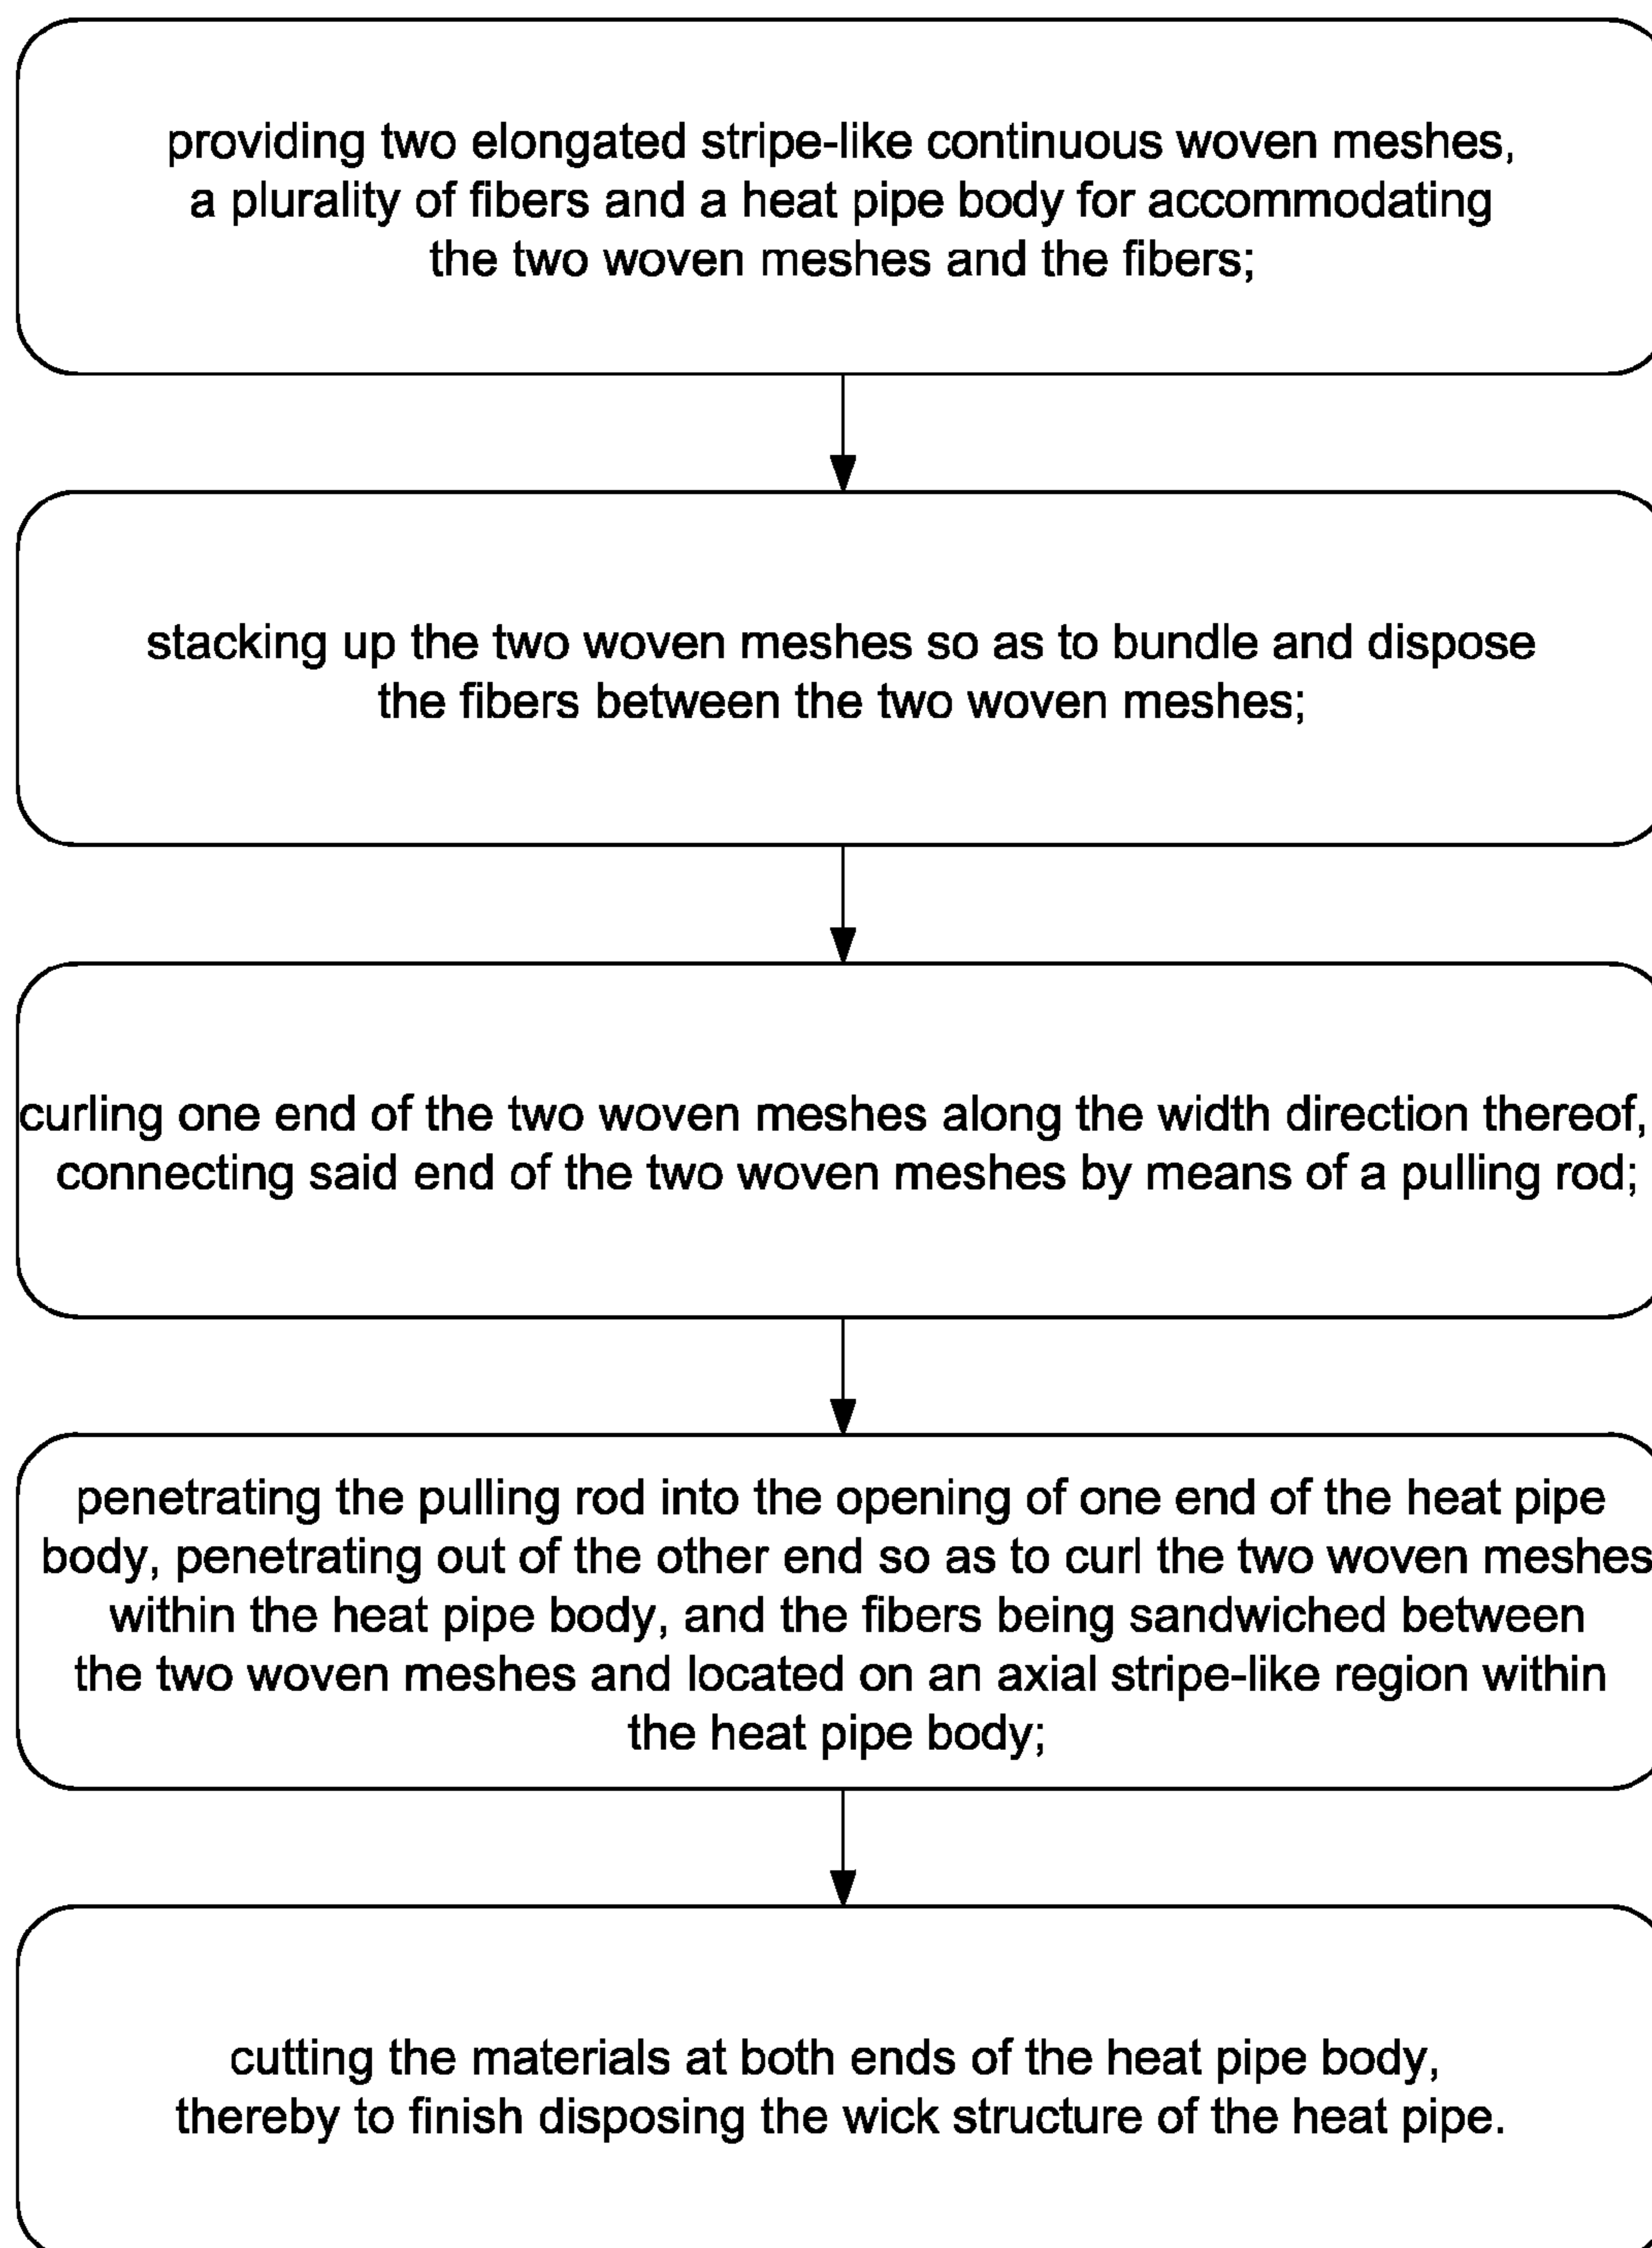 providing two elongated stripe-like continuous woven meshes,
a plurality of fibers and a heat pipe body for accommodating
the two woven meshes and the fibers;
stacking up the two woven meshes so as to bundle and dispose
the fibers between the two woven meshes;
curling one end of the two woven meshes along the width direction thereof,
connecting said end of the two woven meshes by means of a pulling rod;
penetrating the pulling rod into the opening of one end of the heat pipe
body, penetrating out of the other end so as to curl the two woven meshes
within the heat pipe body, and the fibers being sandwiched between
the two woven meshes and located on an axial stripe-like region within
the heat pipe body;
cutting the materials at both ends of the heat pipe body,
thereby to finish disposing the wick structure of the heat pipe.